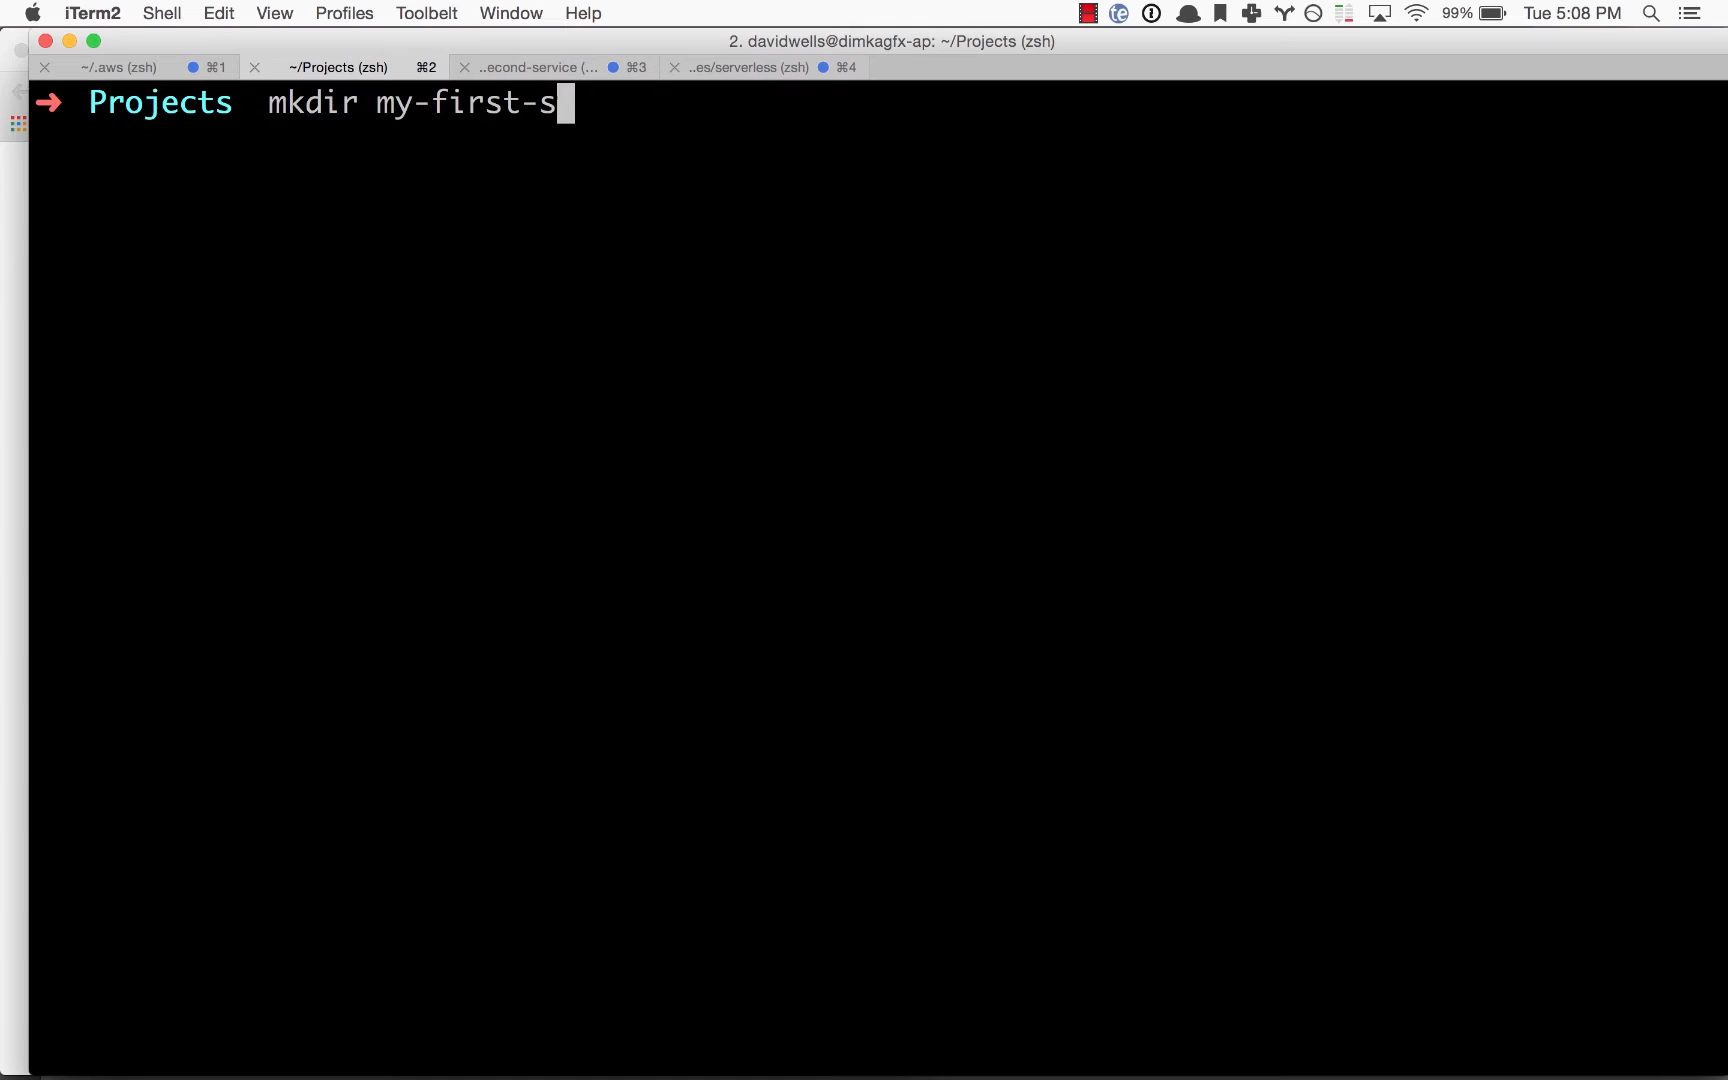 iTerm2 Shell Edit View Profiles Toolbelt Window Help te 99% Tue 5:08 PM
2. davidwells@dimkagfx-ap: ~/Projects (zsh)
~/.aws (zsh) ⌘1 ~/Projects (zsh) ⌘2 ..econd-service (... ⌘3 ..es/serverless (zsh) ⌘4
➜ Projects mkdir my-first-s